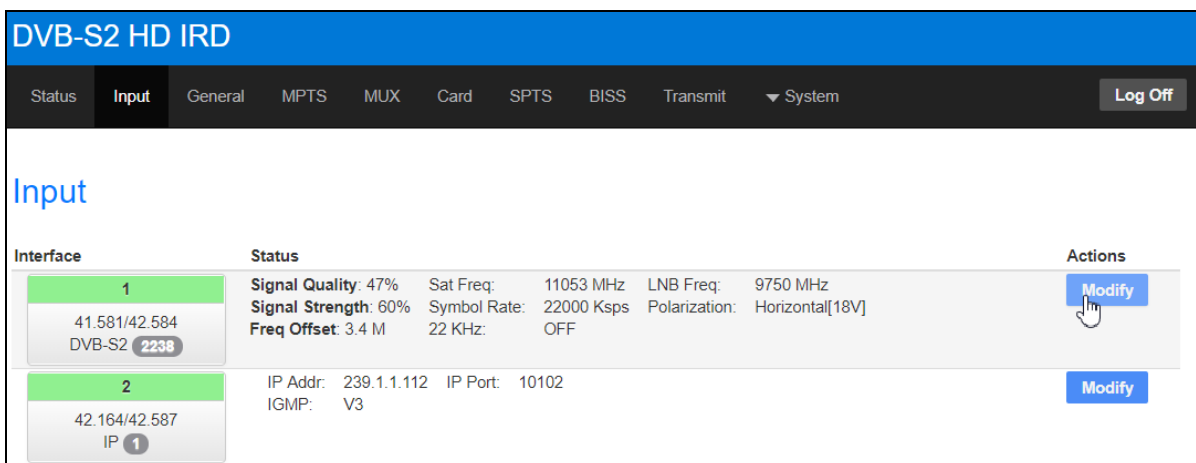 DVB-S2 HD IRD
Status Input General MPTS MUX Card SPTS BISS Transmit System Log Off
Input
Interface Status Actions
1 Signal Quality: 47% Sat Freq: 11053 MHz LNB Freq: 9750 MHz Modify
41.581/42.584 Signal Strength: 60% Symbol Rate: 22000 Ksps Polarization: Horizontal[18V]
DVB-S2 2238 Freq Offset: 3.4 M 22 KHz: OFF
2 IP Addr: 239.1.1.112 IP Port: 10102 Modify
42.164/42.587 IGMP: V3
IP 1